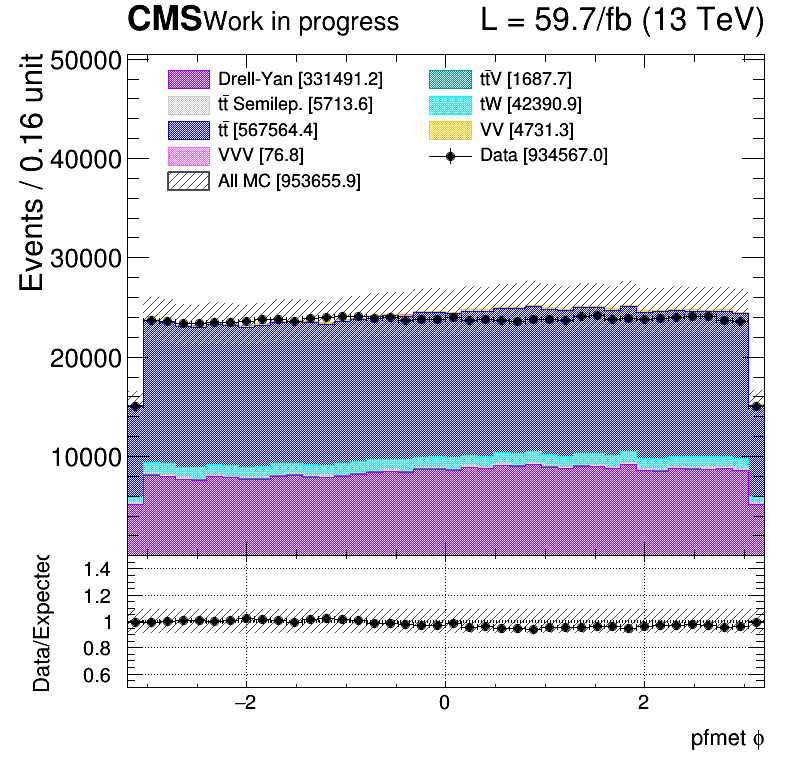 CMS Work in progress L = 59.7/fb (13 TeV)
Events / 0.16 unit
50000
40000
30000
20000
10000
Drell-Yan [331491.2]
tt̄ Semilep. [5713.6]
tt̄ [567564.4]
VVV [76.8]
All MC [953655.9]
tt̄V [1687.7]
tW [42390.9]
VV [4731.3]
Data [934567.0]
Data/Expected
1.4
1.2
1
0.8
0.6
−2 0 2
pfmet ϕ